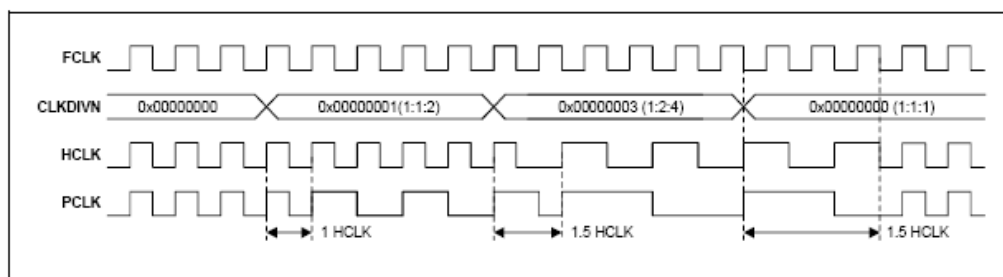 FCLK
CLKDIVN 0x00000000 0x00000001(1:1:2) 0x00000003 (1:2:4) 0x00000000 (1:1:1)
HCLK
PCLK
1 HCLK 1.5 HCLK 1.5 HCLK